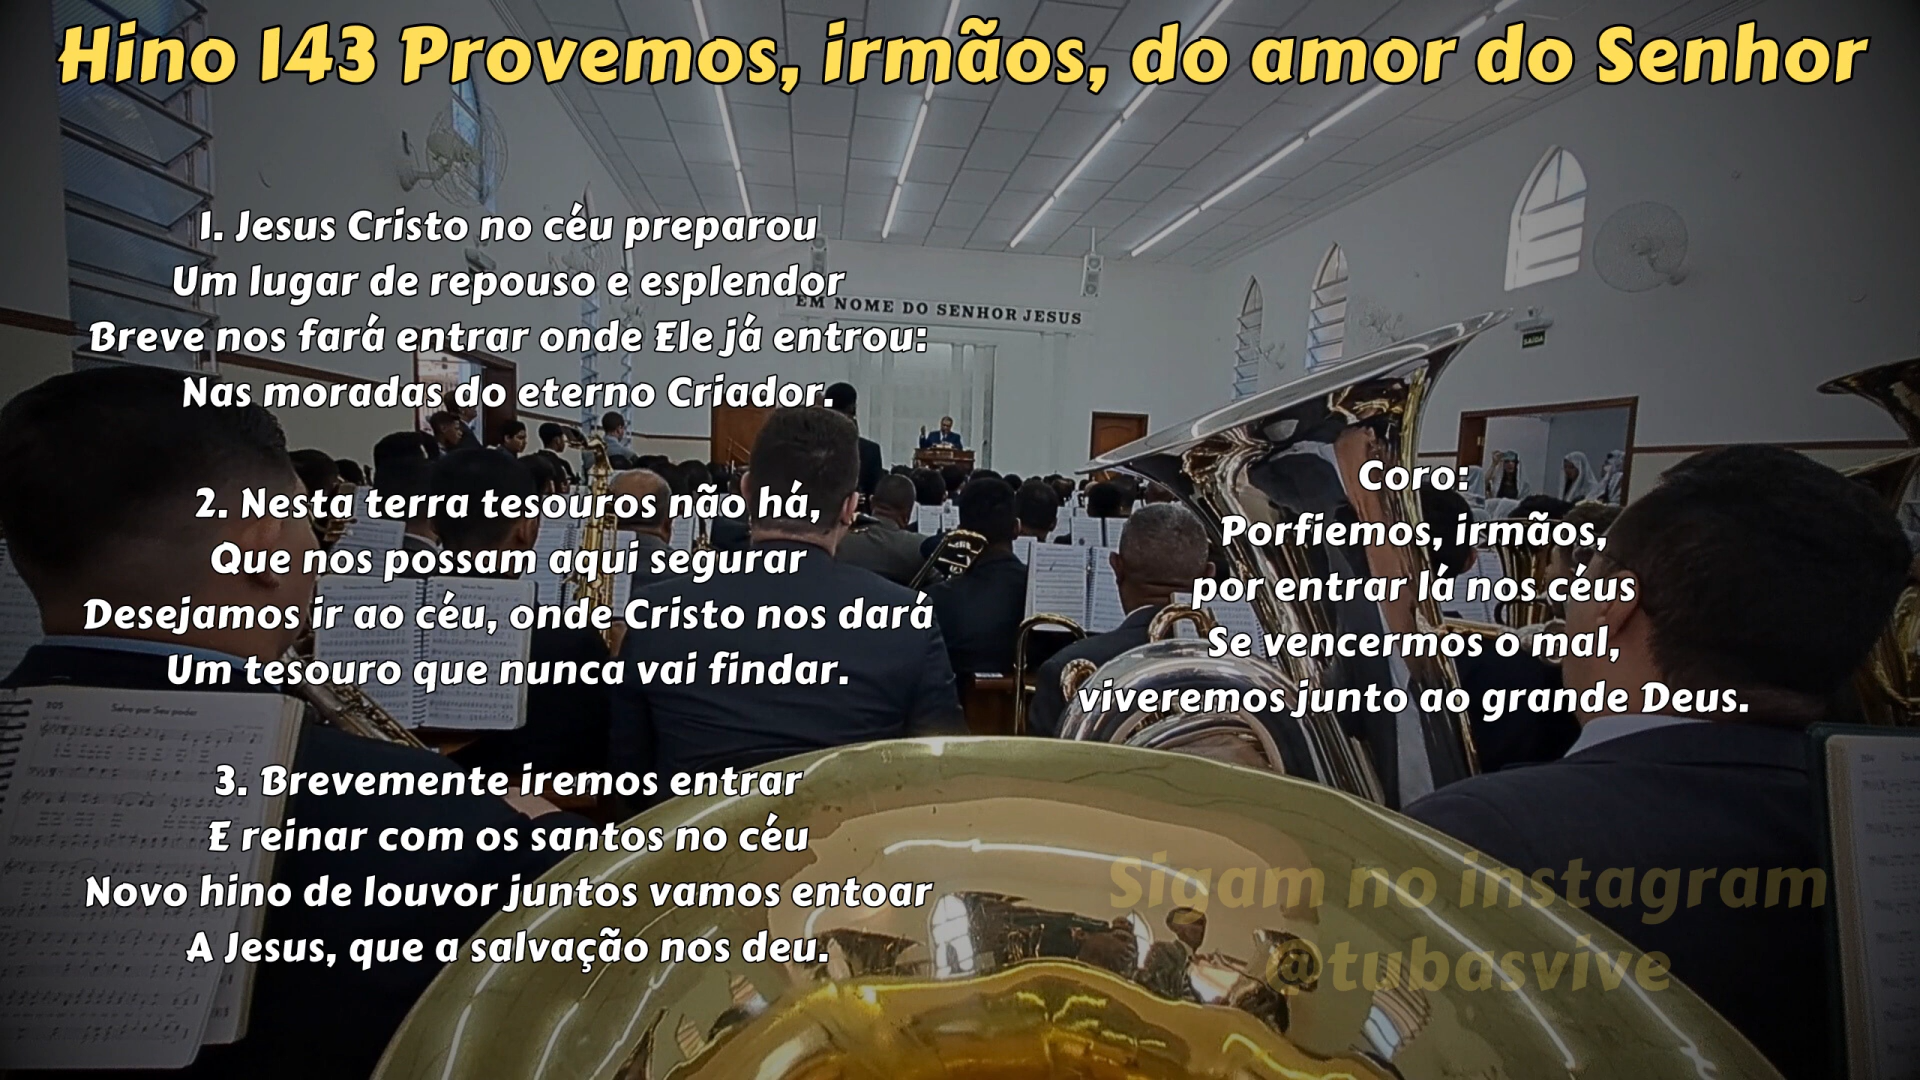 Hino 143 Provemos, irmãos, do amor do Senhor
1. Jesus Cristo no céu preparou
Um lugar de repouso e esplendor
Breve nos fará entrar onde Ele já entrou:
Nas moradas do eterno Criador.
2. Nesta terra tesouros não há,
Que nos possam aqui segurar
Desejamos ir ao céu, onde Cristo nos dará
Um tesouro que nunca vai findar.
3. Brevemente iremos entrar
E reinar com os santos no céu
Novo hino de louvor juntos vamos entoar
A Jesus, que a salvação nos deu.
Coro:
Porfiemos, irmãos,
por entrar lá nos céus
Se vencermos o mal,
viveremos junto ao grande Deus.
EM NOME DO SENHOR JESUS
SAÍDA
Salvo por Seu poder
Sigam no instagram
@tubasvive